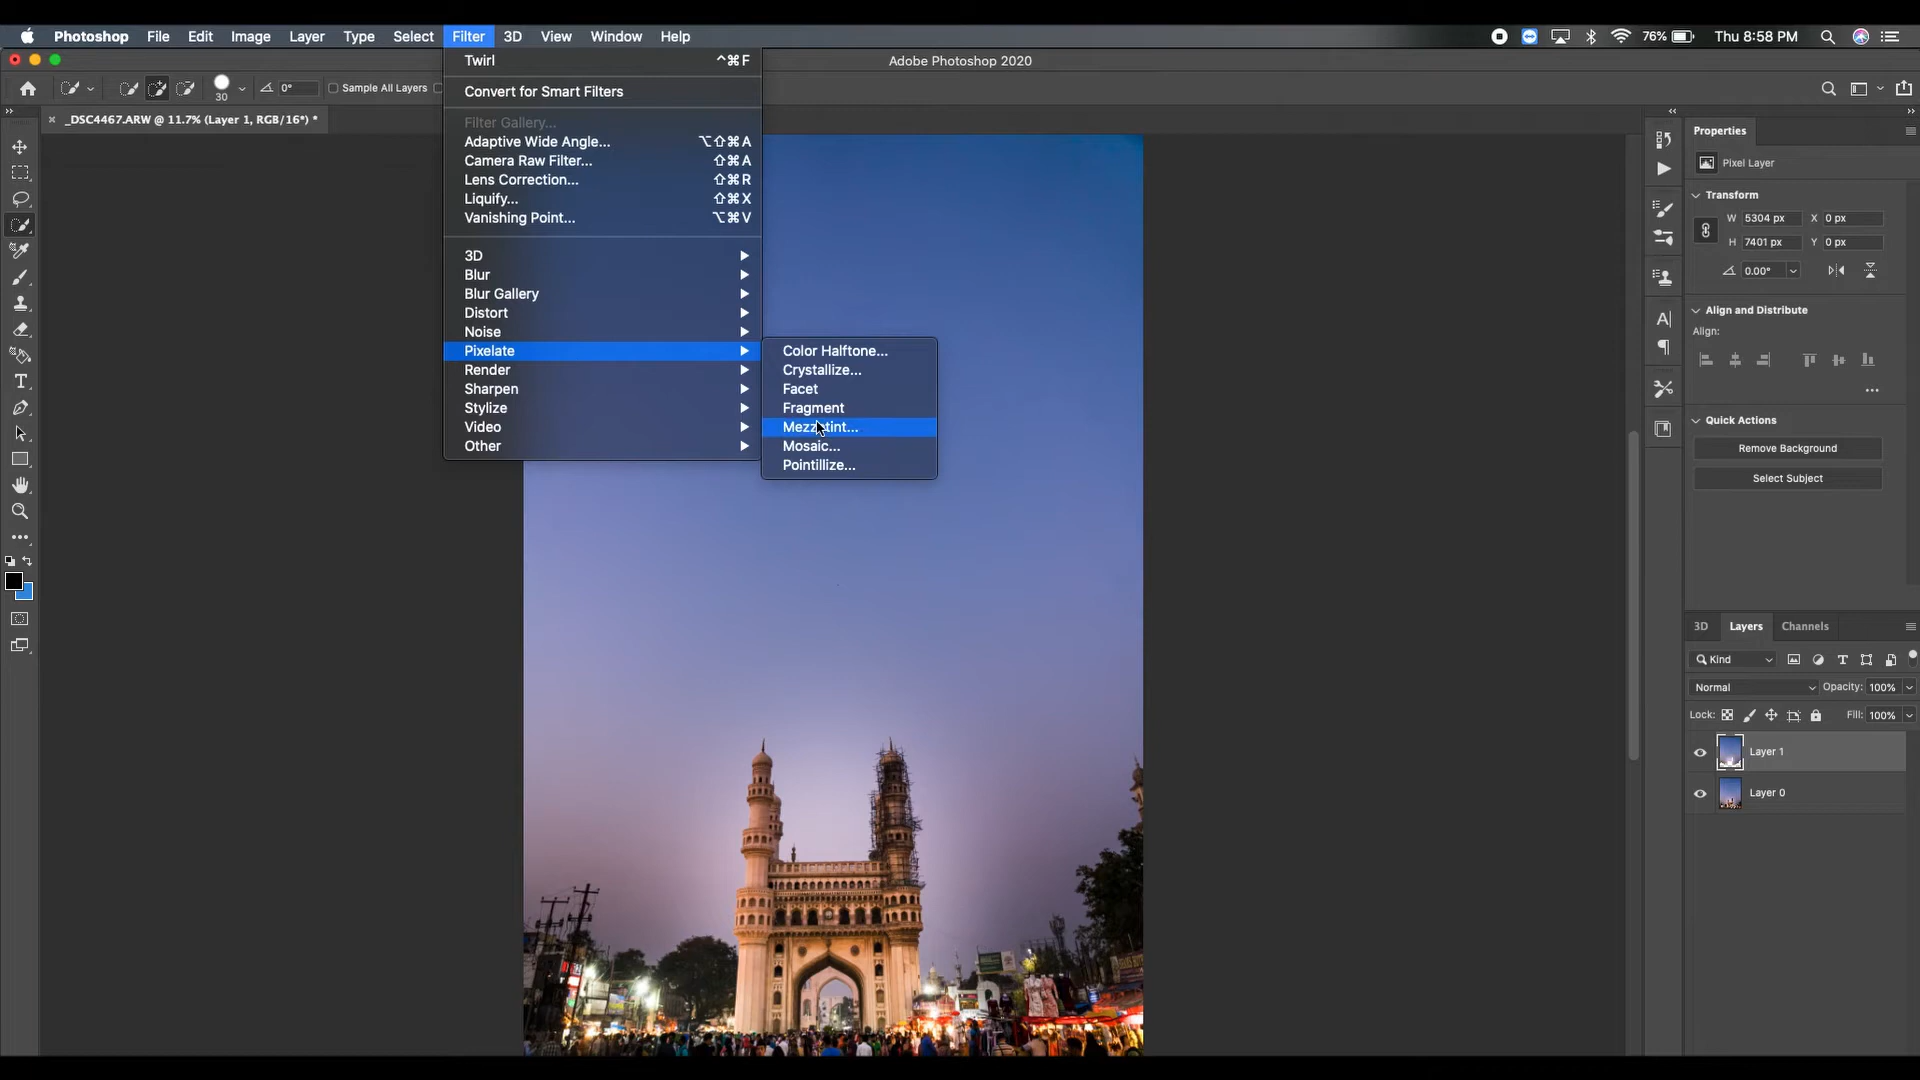 Photoshop File Edit Image Layer Type Select Filter 3D View Window Help 76% Thu 8:58 PM
Adobe Photoshop 2020
30 0° Sample All Layers
× _DSC4467.ARW @ 11.7% (Layer 1, RGB/16*) *
Twirl ^⌘F
Convert for Smart Filters
Filter Gallery...
Adaptive Wide Angle... ⌥⇧⌘A
Camera Raw Filter... ⇧⌘A
Lens Correction... ⇧⌘R
Liquify... ⇧⌘X
Vanishing Point... ⌥⌘V
3D
Blur
Blur Gallery
Distort
Noise
Pixelate
Render
Sharpen
Stylize
Video
Other
Color Halftone...
Crystallize...
Facet
Fragment
Mezzotint...
Mosaic...
Pointillize...
Properties
Pixel Layer
Transform
W 5304 px X 0 px
H 7401 px Y 0 px
0.00°
Align and Distribute
Align:
Quick Actions
Remove Background
Select Subject
3D Layers Channels
Kind
Normal Opacity: 100%
Lock: Fill: 100%
Layer 1
Layer 0